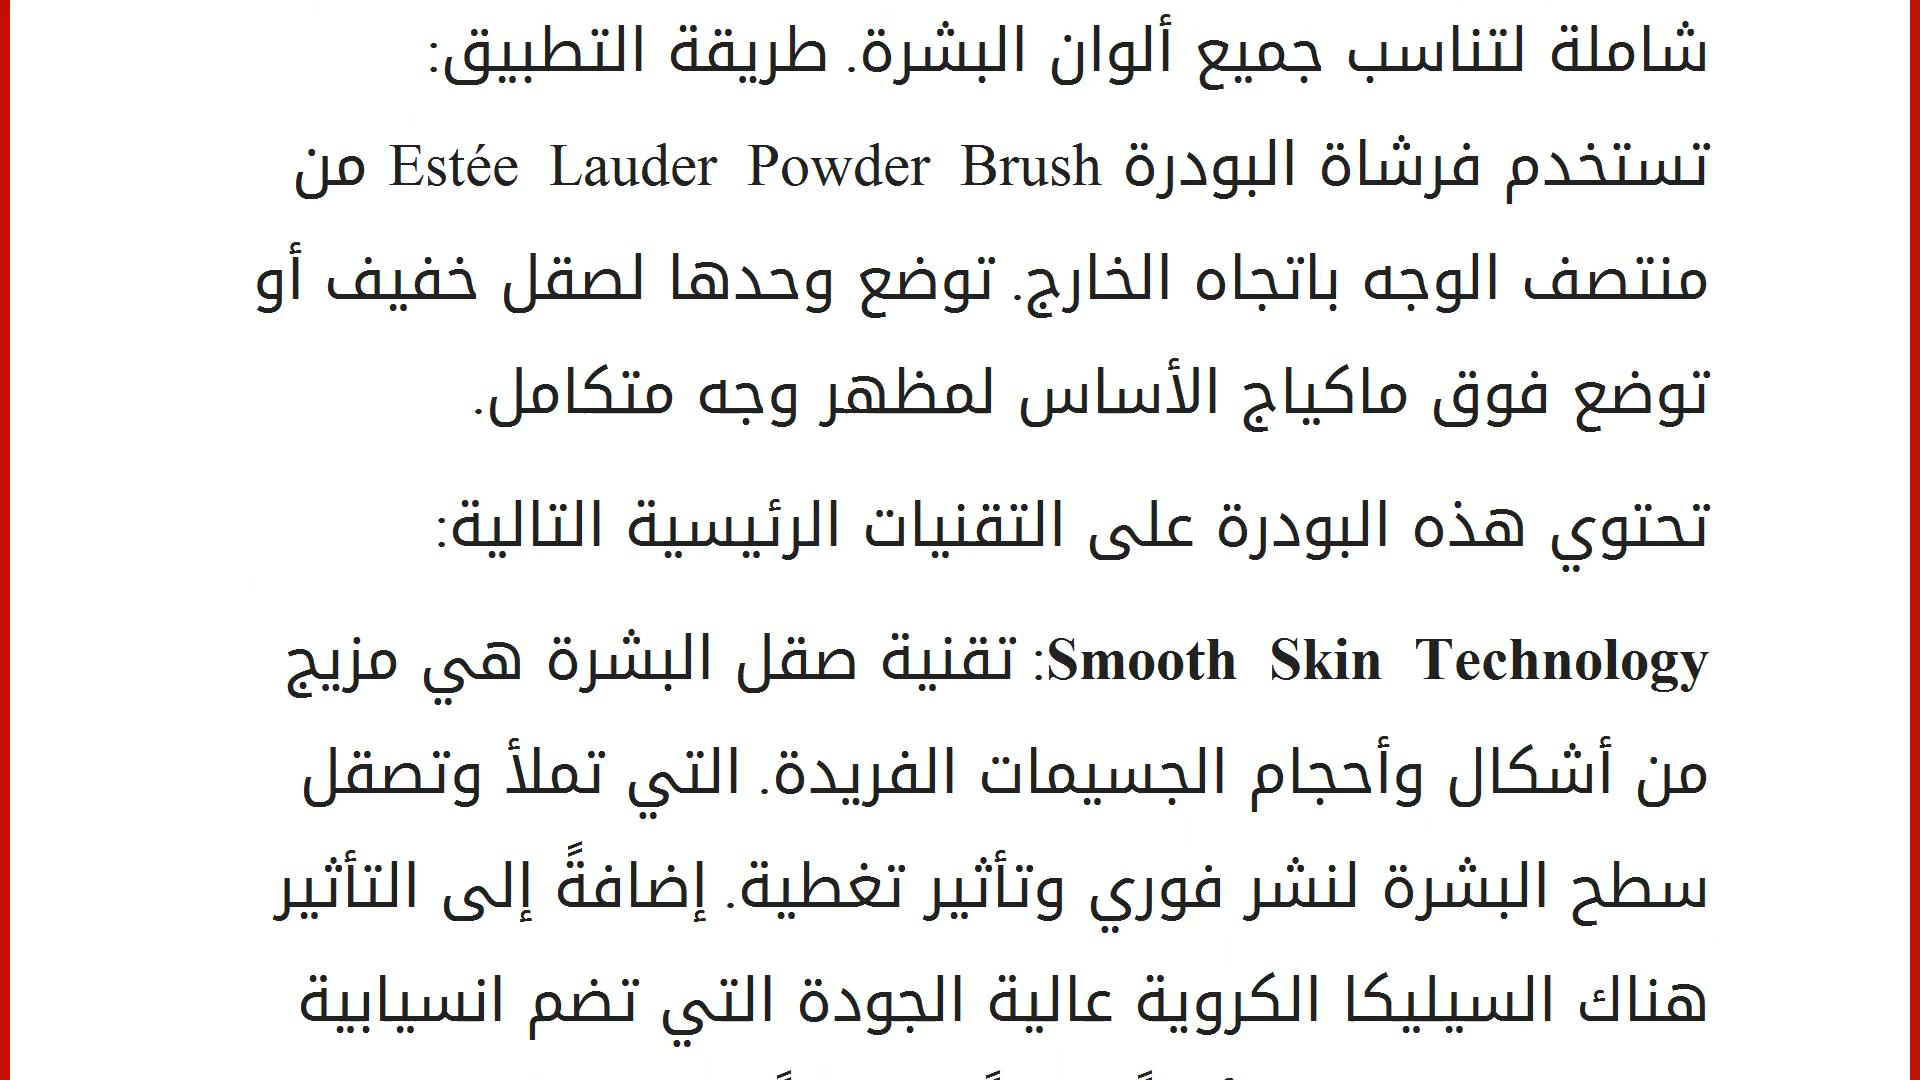 شاملة لتناسب جميع ألوان البشرة. طريقة التطبيق:
تستخدم فرشاة البودرة Estée Lauder Powder Brush من
منتصف الوجه باتجاه الخارج. توضع وحدها لصقل خفيف أو
توضع فوق ماكياج الأساس لمظهر وجه متكامل.
تحتوي هذه البودرة على التقنيات الرئيسية التالية:
Smooth Skin Technology: تقنية صقل البشرة هي مزيج
من أشكال وأحجام الجسيمات الفريدة. التي تملأ وتصقل
سطح البشرة لنشر فوري وتأثير تغطية. إضافةً إلى التأثير
هناك السيليكا الكروية عالية الجودة التي تضم انسيابية